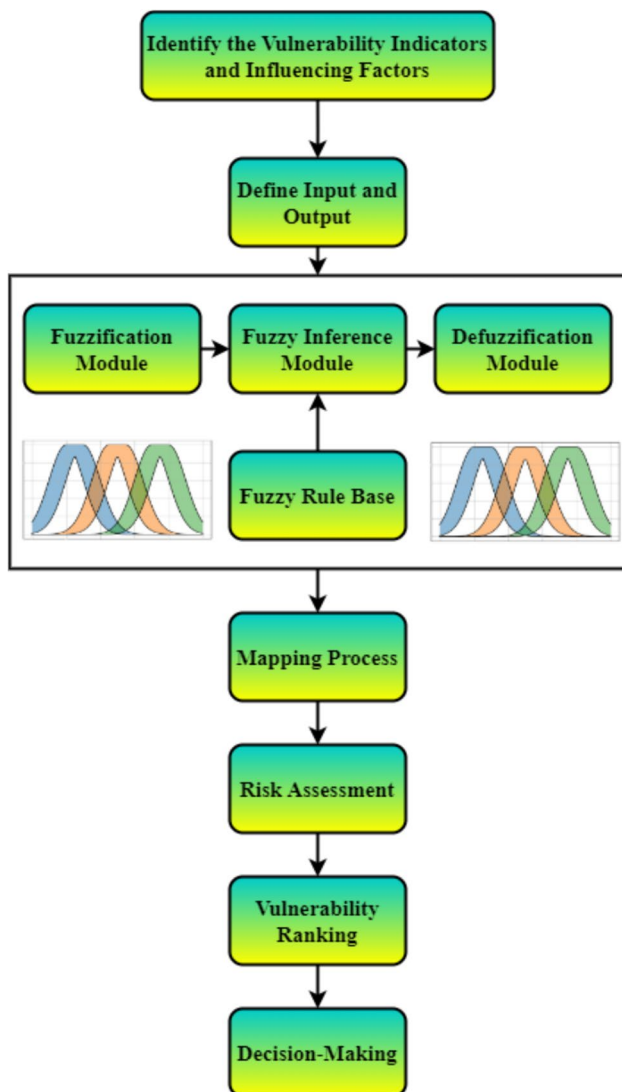 Identify the Vulnerability Indicators
and Influencing Factors
Define Input and
Output
Fuzzification
Module
Fuzzy Inference
Module
Defuzzification
Module
Fuzzy Rule Base
Mapping Process
Risk Assessment
Vulnerability
Ranking
Decision-Making